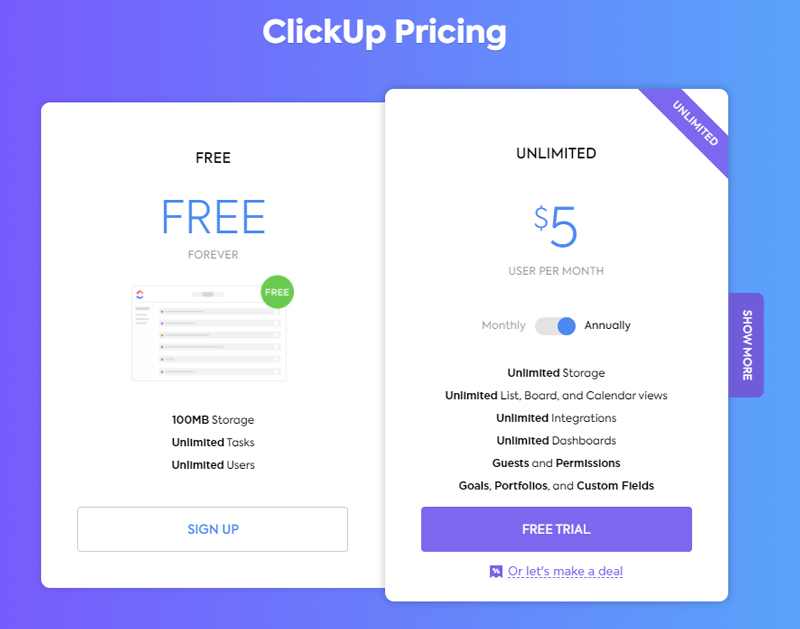 ClickUp Pricing
FREE
FREE
FOREVER
FREE
100MB Storage
Unlimited Tasks
Unlimited Users
SIGN UP
UNLIMITED
UNLIMITED
$5
USER PER MONTH
Monthly Annually
Unlimited Storage
Unlimited List, Board, and Calendar views
Unlimited Integrations
Unlimited Dashboards
Guests and Permissions
Goals, Portfolios, and Custom Fields
FREE TRIAL
Or let's make a deal
SHOW MORE